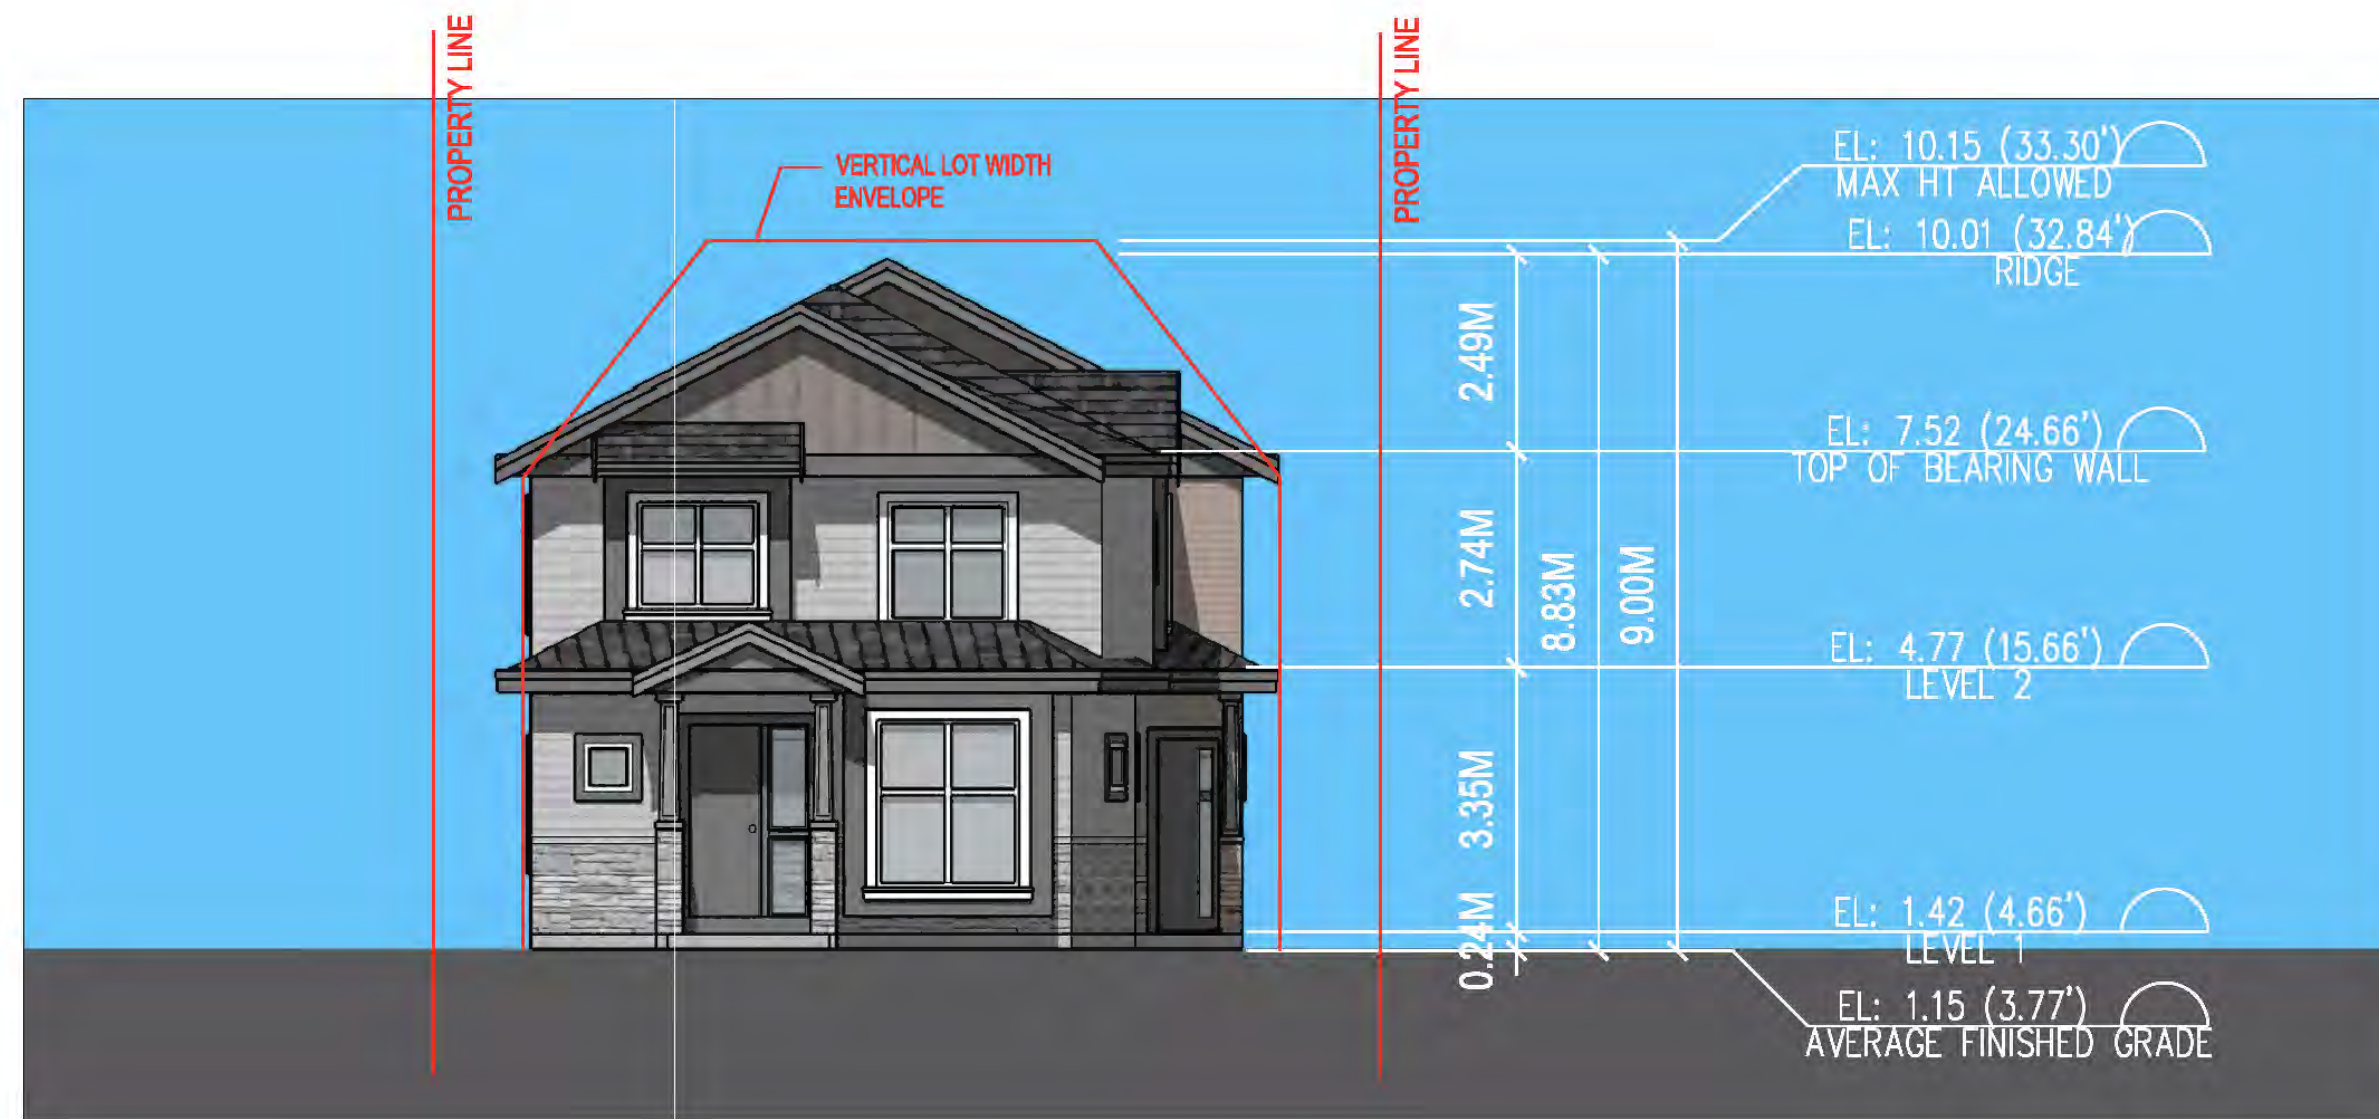 PROPERTY LINE
PROPERTY LINE
VERTICAL LOT WIDTH
ENVELOPE
EL: 10.15 (33.30')
MAX HT ALLOWED
EL: 10.01 (32.84')
RIDGE
2.49M
EL: 7.52 (24.66')
TOP OF BEARING WALL
2.74M
8.83M
9.00M
EL: 4.77 (15.66')
LEVEL 2
3.35M
EL: 1.42 (4.66')
LEVEL 1
0.24M
EL: 1.15 (3.77')
AVERAGE FINISHED GRADE